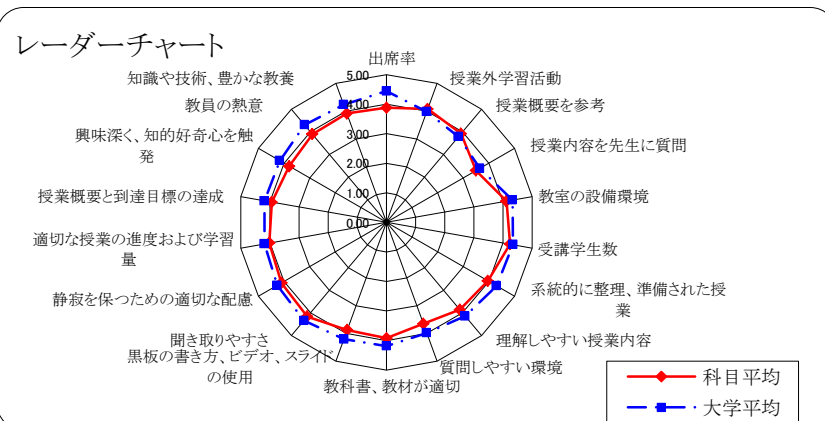 レーダーチャート
出席率
授業外学習活動
授業概要を参考
授業内容を先生に質問
教室の設備環境
受講学生数
系統的に整理、準備された授
業
理解しやすい授業内容
質問しやすい環境
教科書、教材が適切
黒板の書き方、ビデオ、スライド
の使用
聞き取りやすさ
静寂を保つための適切な配慮
適切な授業の進度および学習
量
授業概要と到達目標の達成
興味深く、知的好奇心を触
発
教員の熱意
知識や技術、豊かな教養
5.00
4.00
3.00
2.00
1.00
0.00
科目平均
大学平均